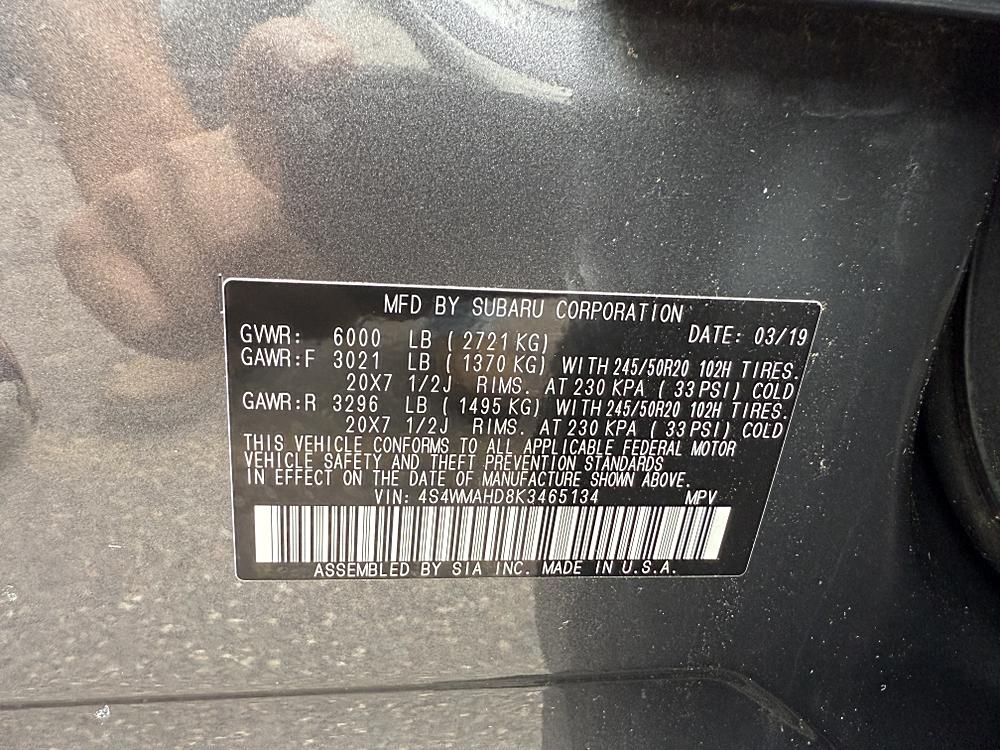 MFD BY SUBARU CORPORATION
GVWR: 6000 LB ( 2721 KG) DATE: 03/19
GAWR:F 3021 LB ( 1370 KG) WITH 245/50R20 102H TIRES.
20X7 1/2J RIMS. AT 230 KPA ( 33 PSI) COLD
GAWR:R 3296 LB ( 1495 KG) WITH 245/50R20 102H TIRES.
20X7 1/2J RIMS. AT 230 KPA ( 33 PSI) COLD
THIS VEHICLE CONFORMS TO ALL APPLICABLE FEDERAL MOTOR
VEHICLE SAFETY AND THEFT PREVENTION STANDARDS
IN EFFECT ON THE DATE OF MANUFACTURE SHOWN ABOVE.
VIN: 4S4WMAHD8K3465134 MPV
ASSEMBLED BY SIA INC. MADE IN U.S.A.